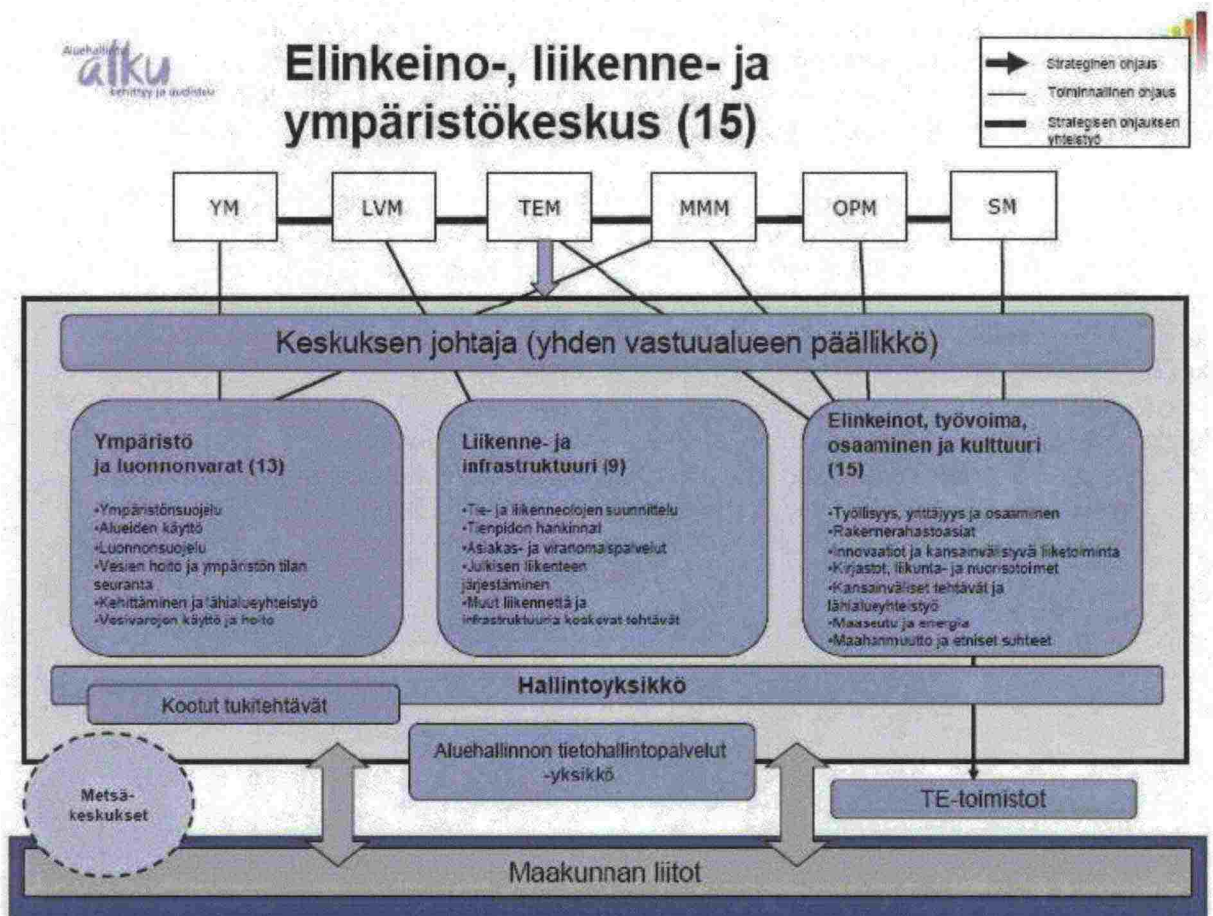 Aluehallinto
alku
kehittyy ja uudistuu
Elinkeino-, liikenne- ja
ympäristökeskus (15)
Strateginen ohjaus
Toiminnallinen ohjaus
Strategisen ohjauksen
yhteistyö
YM
LVM
TEM
MMM
OPM
SM
Keskuksen johtaja (yhden vastuualueen päällikkö)
Ympäristö
ja luonnonvarat (13)
•Ympäristönsuojelu
•Alueiden käyttö
•Luonnonsuojelu
•Vesien hoito ja ympäristön tilan
seuranta
•Kehittäminen ja lähialueyhteistyö
•Vesivarojen käyttö ja hoito
Liikenne- ja
infrastruktuuri (9)
•Tie- ja liikenneolojen suunnittelu
•Tienpidon hankinnat
•Asiakas- ja viranomaispalvelut
•Julkisen liikenteen
järjestäminen
•Muut liikennettä ja
infrastruktuuria koskevat tehtävät
Elinkeinot, työvoima,
osaaminen ja kulttuuri
(15)
•Työllisyys, yrittäjyys ja osaaminen
•Rakennerahastoasiat
•Innovaatiot ja kansainvälistyvä liiketoiminta
•Kirjastot, liikunta- ja nuorisotoimet
•Kansainväliset tehtävät ja
lähialueyhteistyö
•Maaseutu ja energia
•Maahanmuutto ja etniset suhteet
Hallintoyksikkö
Kootut tukitehtävät
Aluehallinnon tietohallintopalvelut
-yksikkö
Metsä-
keskukset
TE-toimistot
Maakunnan liitot